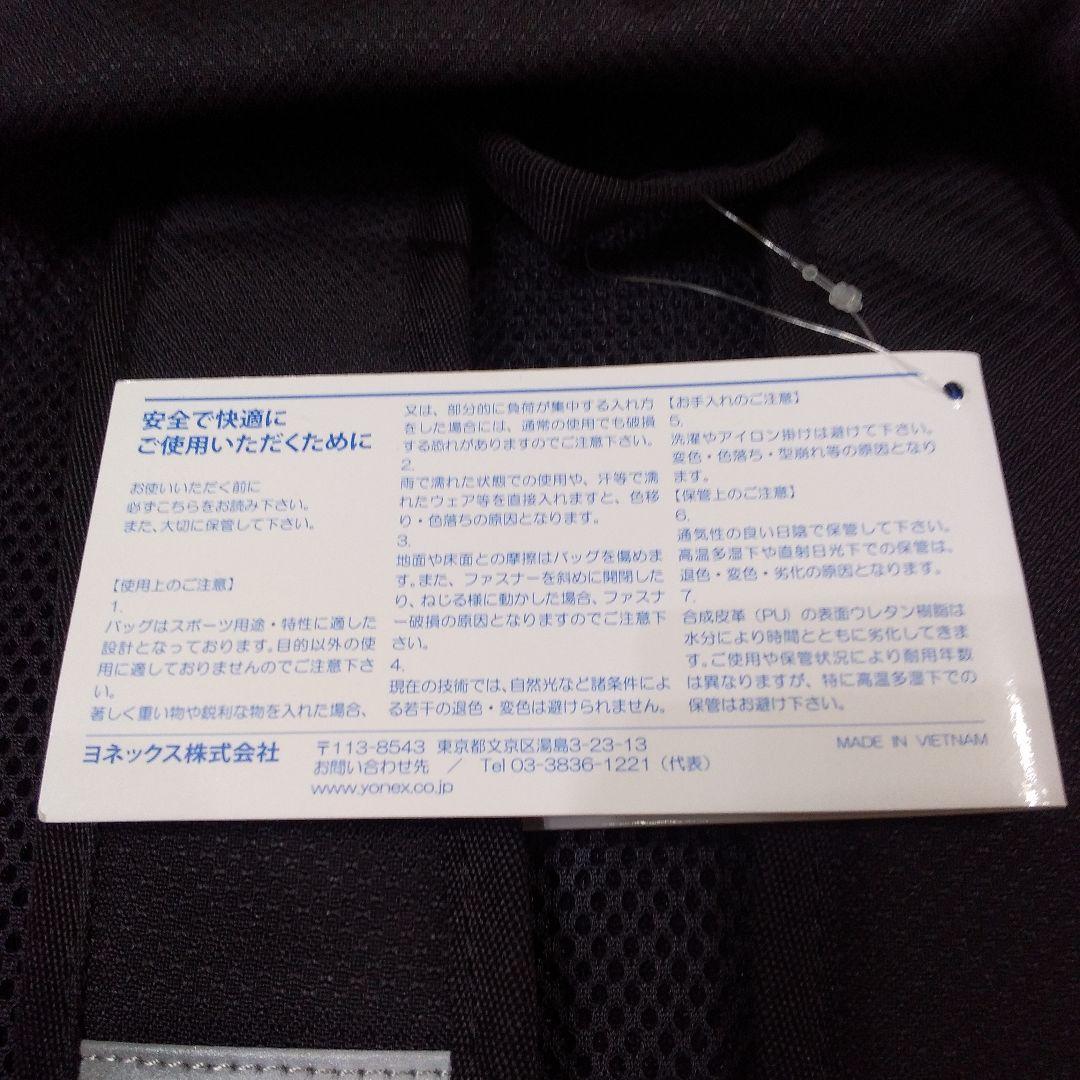 安全で快適に
ご使用いただくために
お使いいただく前に
必ずこちらをお読み下さい。
また、大切に保管して下さい。
【使用上のご注意】
1.
バッグはスポーツ用途・特性に適した
設計となっております。目的以外の使
用に適しておりませんのでご注意下さ
い。
著しく重い物や鋭利な物を入れた場合、
又は、部分的に負荷が集中する入れ方
をした場合には、通常の使用でも破損
する恐れがありますのでご注意下さい。
2.
雨で濡れた状態での使用や、汗等で濡
れたウェア等を直接入れますと、色移
り・色落ちの原因となります。
3.
地面や床面との摩擦はバッグを傷めま
す。また、ファスナーを斜めに開閉した
り、ねじる様に動かした場合、ファスナ
ー破損の原因となりますのでご注意下
さい。
4.
現在の技術では、自然光など諸条件によ
る若干の退色・変色は避けられません。
【お手入れのご注意】
5.
洗濯やアイロン掛けは避けて下さい。
変色・色落ち・型崩れ等の原因となり
ます。
【保管上のご注意】
6.
通気性の良い日陰で保管して下さい。
高温多湿下や直射日光下での保管は、
退色・変色・劣化の原因となります。
7.
合成皮革（PU）の表面ウレタン樹脂は
水分により時間とともに劣化してきま
す。ご使用や保管状況により耐用年数
は異なりますが、特に高温多湿下での
保管はお避け下さい。
ヨネックス株式会社
〒113-8543 東京都文京区湯島3-23-13
お問い合わせ先 ／ Tel 03-3836-1221（代表）
www.yonex.co.jp
MADE IN VIETNAM